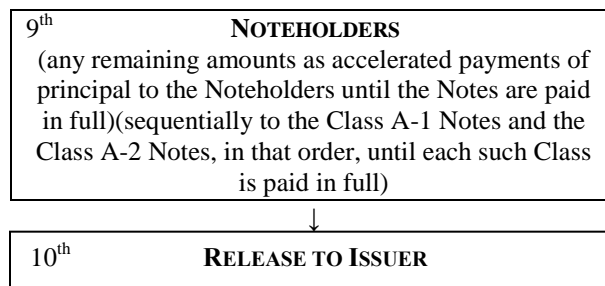 9th NOTEHOLDERS
(any remaining amounts as accelerated payments of
principal to the Noteholders until the Notes are paid
in full)(sequentially to the Class A-1 Notes and the
Class A-2 Notes, in that order, until each such Class
is paid in full)
↓
10th RELEASE TO ISSUER